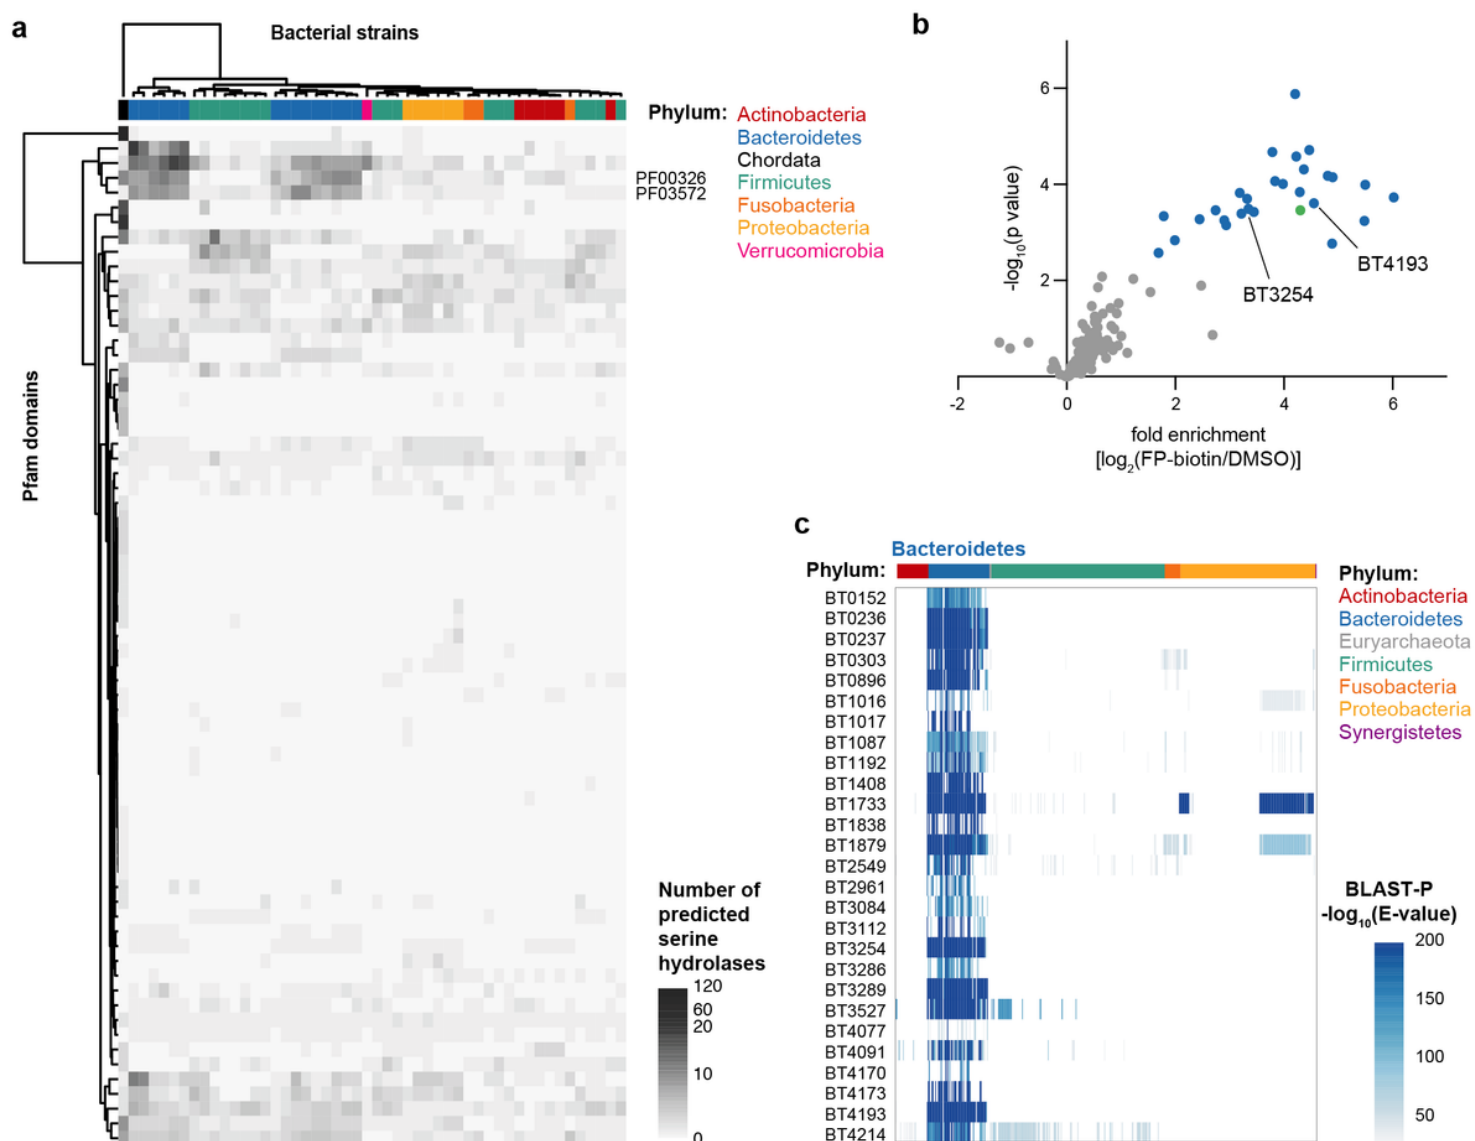 a
Bacterial strains
Phylum:
Actinobacteria
Bacteroidetes
Chordata
Firmicutes
Fusobacteria
Proteobacteria
Verrucomicrobia
PF00326
PF03572
Pfam domains
Number of
predicted
serine
hydrolases
120
60
20
10
0
b
6
4
2
-log10(p value)
BT4193
BT3254
-2
0
2
4
6
fold enrichment
[log2(FP-biotin/DMSO)]
c
Bacteroidetes
Phylum:
BT0152
BT0236
BT0237
BT0303
BT0896
BT1016
BT1017
BT1087
BT1192
BT1408
BT1733
BT1838
BT1879
BT2549
BT2961
BT3084
BT3112
BT3254
BT3286
BT3289
BT3527
BT4077
BT4091
BT4170
BT4173
BT4193
BT4214
Phylum:
Actinobacteria
Bacteroidetes
Euryarchaeota
Firmicutes
Fusobacteria
Proteobacteria
Synergistetes
BLAST-P
-log10(E-value)
200
150
100
50